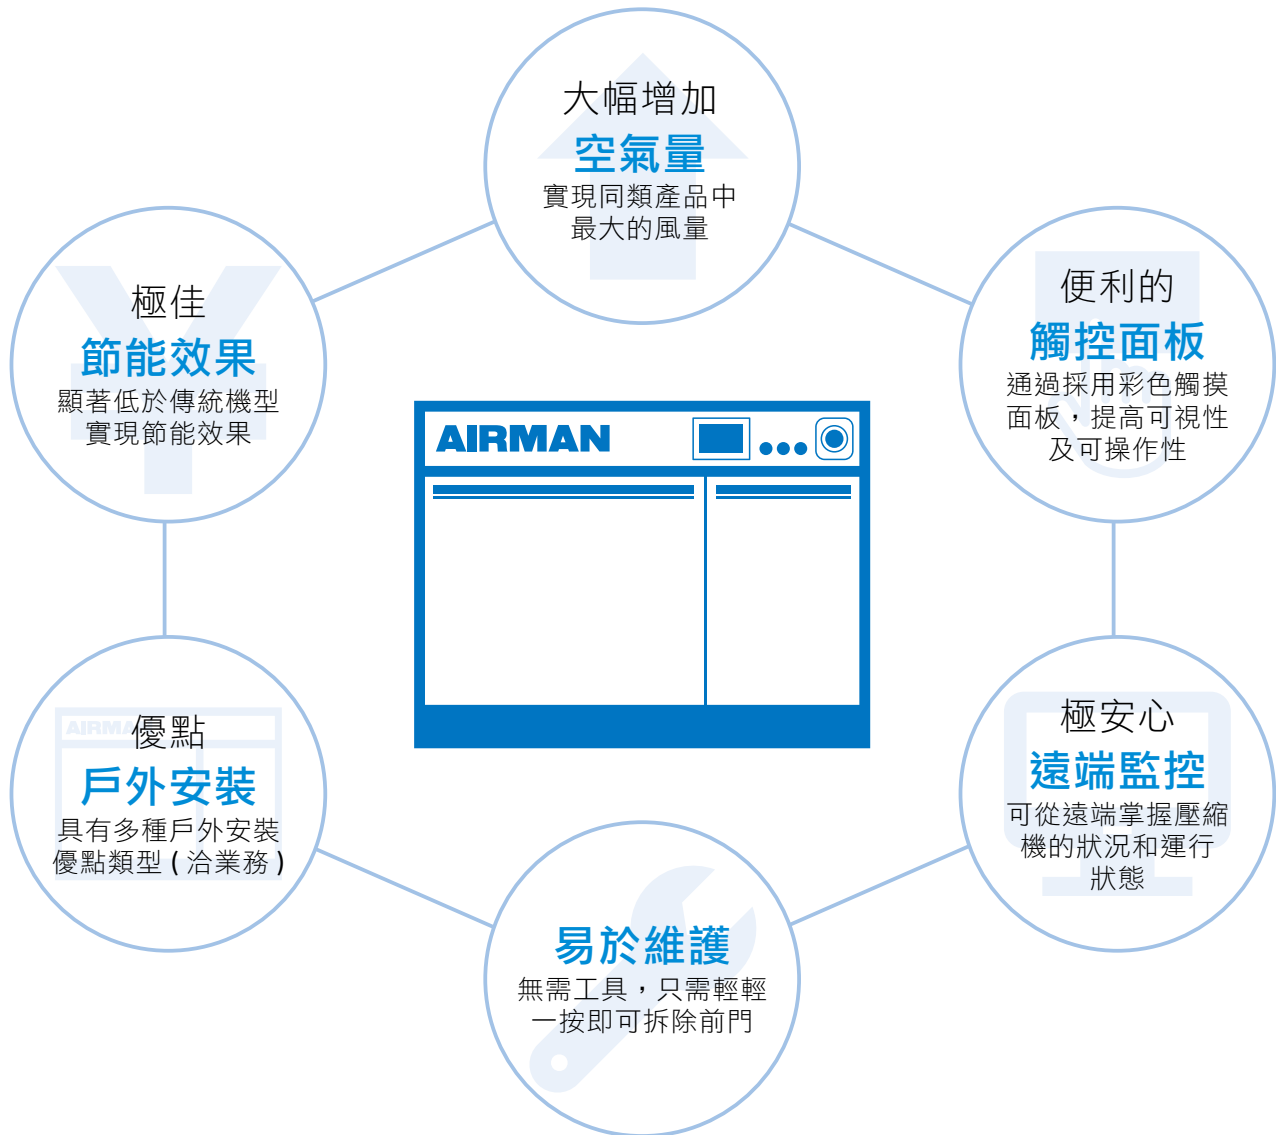 大幅增加
空氣量
實現同類產品中
最大的風量
極佳
節能效果
顯著低於傳統機型
實現節能效果
便利的
觸控面板
通過採用彩色觸摸
面板，提高可視性
及可操作性
AIRMAN
AIRMAN
優點
戶外安裝
具有多種戶外安裝
優點類型 ( 洽業務 )
極安心
遠端監控
可從遠端掌握壓縮
機的狀況和運行
狀態
易於維護
無需工具，只需輕輕
一按即可拆除前門